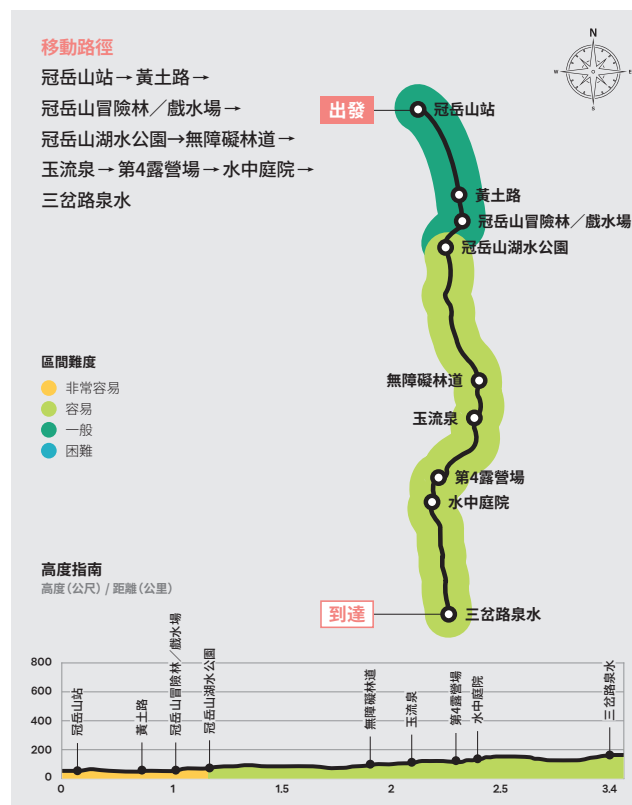 移動路徑
冠岳山站→黃土路→
冠岳山冒險林／戲水場→
冠岳山湖水公園→無障礙林道→
玉流泉→第4露營場→水中庭院→
三岔路泉水
N
W
E
S
出發
冠岳山站
黃土路
冠岳山冒險林／戲水場
冠岳山湖水公園
無障礙林道
玉流泉
第4露營場
水中庭院
到達
三岔路泉水
區間難度
非常容易
容易
一般
困難
高度指南
高度(公尺) / 距離(公里)
800
600
400
200
0
冠岳山站
黃土路
冠岳山冒險林／戲水場
冠岳山湖水公園
無障礙林道
玉流泉
第4露營場
水中庭院
三岔路泉水
0
1
1.5
2
2.5
3.4